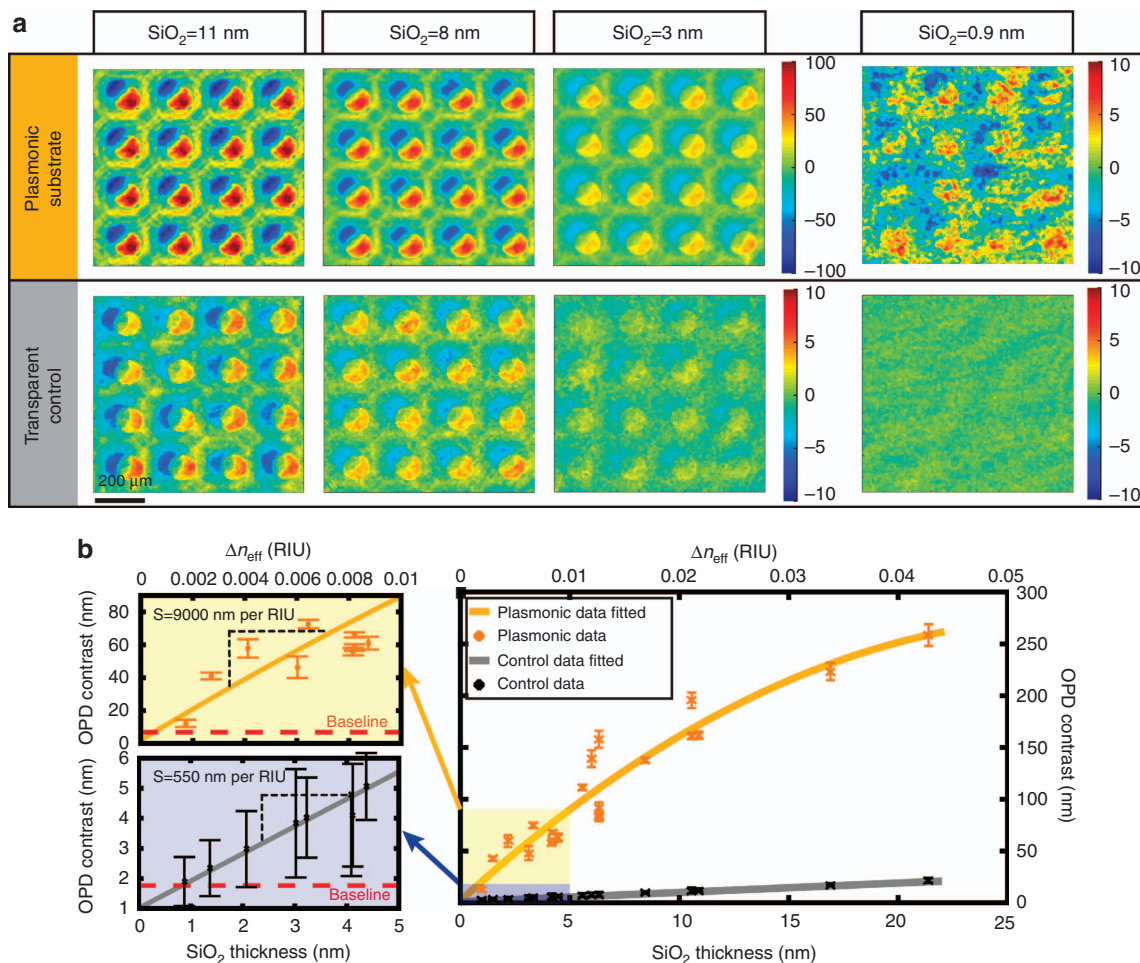 a
SiO2=11 nm
SiO2=8 nm
SiO2=3 nm
SiO2=0.9 nm
Plasmonic
substrate
100
50
0
−50
−100
10
5
0
−5
−10
Transparent
control
200 μm
10
5
0
−5
−10
10
5
0
−5
−10
b
Δneff (RIU)
0 0.002 0.004 0.006 0.008 0.01
OPD contrast (nm)
80
60
40
20
0
S=9000 nm per RIU
Baseline
OPD contrast (nm)
6
5
4
3
2
1
S=550 nm per RIU
Baseline
0 1 2 3 4 5
SiO2 thickness (nm)
Δneff (RIU)
0 0.01 0.02 0.03 0.04 0.05
Plasmonic data fitted
Plasmonic data
Control data fitted
Control data
300
250
200
150
100
50
0
OPD contrast (nm)
0 5 10 15 20 25
SiO2 thickness (nm)